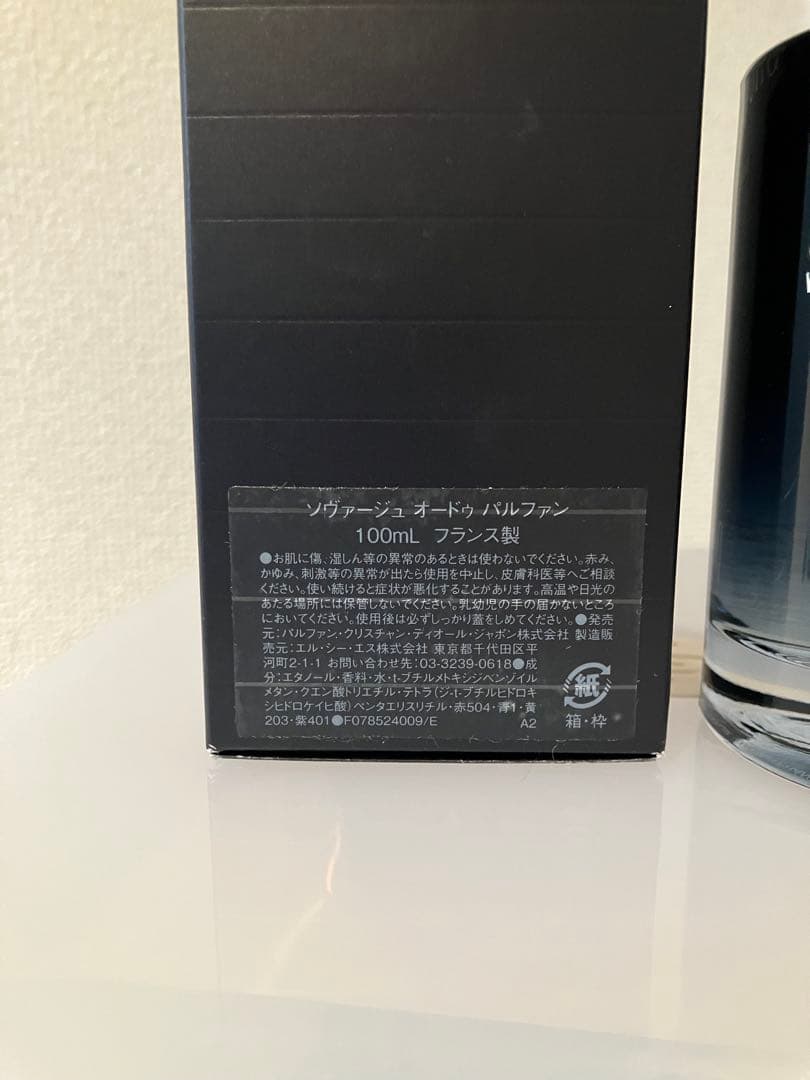 ソヴァージュ オードゥ パルファン
100mL フランス製
●お肌に傷、湿しん等の異常のあるときは使わないでください。赤み、
かゆみ、刺激等の異常が出たら使用を中止し、皮膚科医等へご相談
ください。使い続けると症状が悪化することがあります。高温や日光の
あたる場所には保管しないでください。乳幼児の手の届かないところ
においてください。使用後は必ずしっかり蓋をしめてください。●発売
元:パルファン・クリスチャン・ディオール・ジャポン株式会社 製造販
売元:エル・シー・エス株式会社 東京都千代田区平
河町2-1-1 お問い合わせ先:03-3239-0618●成
分:エタノール・香料・水・t-ブチルメトキシジベンゾイル
メタン・クエン酸トリエチル・テトラ(ジ-t-ブチルヒドロキ
シヒドロケイヒ酸)ペンタエリスリチル・赤504・青1・黄
203・紫401●F078524009/E A2
紙
箱・枠